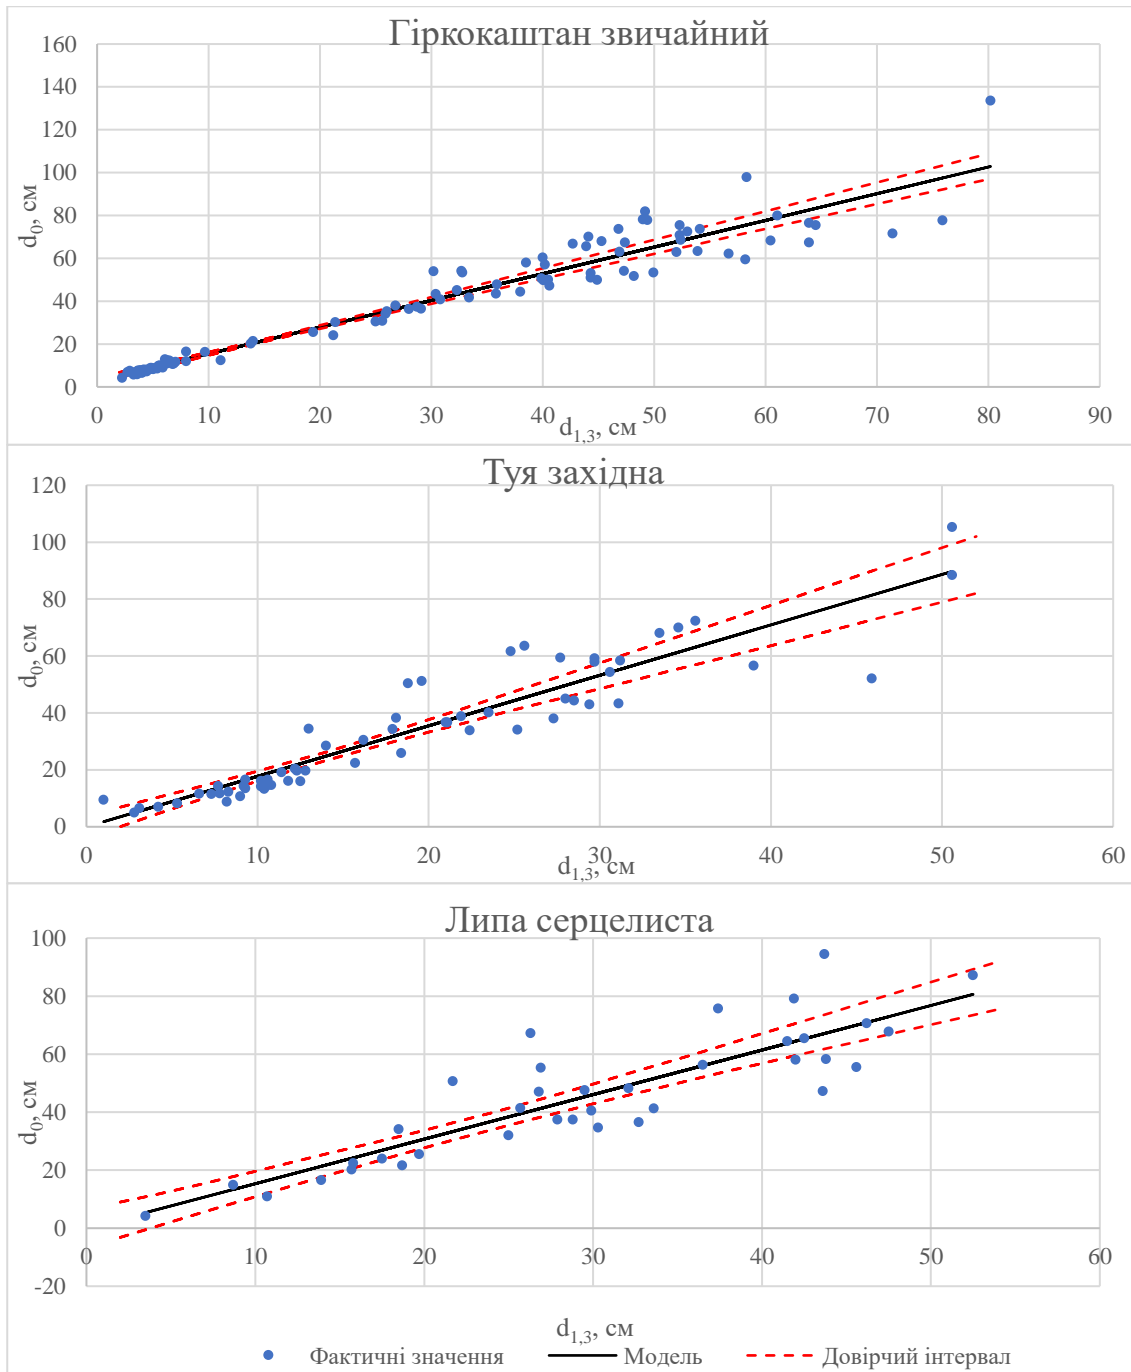 Гіркокаштан звичайний
160
140
120
100
80
60
40
20
0
d0, см
0 10 20 30 40 50 60 70 80 90
d1,3, см
Туя західна
120
100
80
60
40
20
0
d0, см
0 10 20 30 40 50 60
d1,3, см
Липа серцелиста
100
80
60
40
20
0
-20
d0, см
0 10 20 30 40 50 60
d1,3, см
Фактичні значення Модель Довірчий інтервал